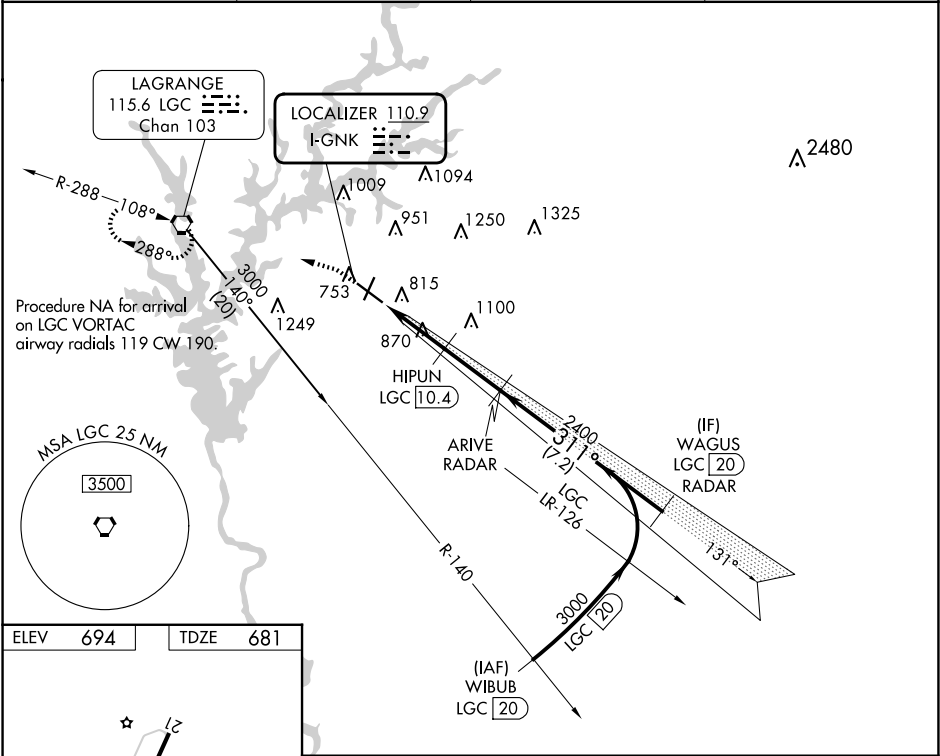 LAGRANGE
115.6 LGC
Chan 103
LOCALIZER 110.9
I-GNK
2480
1094
1009
951
1250
1325
R-288
108°
288°
3000
140°
(20)
753
815
1249
1100
870
Procedure NA for arrival
on LGC VORTAC
airway radials 119 CW 190.
HIPUN
LGC 10.4
ARIVE
RADAR
2400
311°
(7.2)
(IF)
WAGUS
LGC 20
RADAR
LGC
LR-126
131°
MSA LGC 25 NM
3500
R-140
3000
LGC 20
(IAF)
WIBUB
LGC 20
ELEV 694
TDZE 681
21